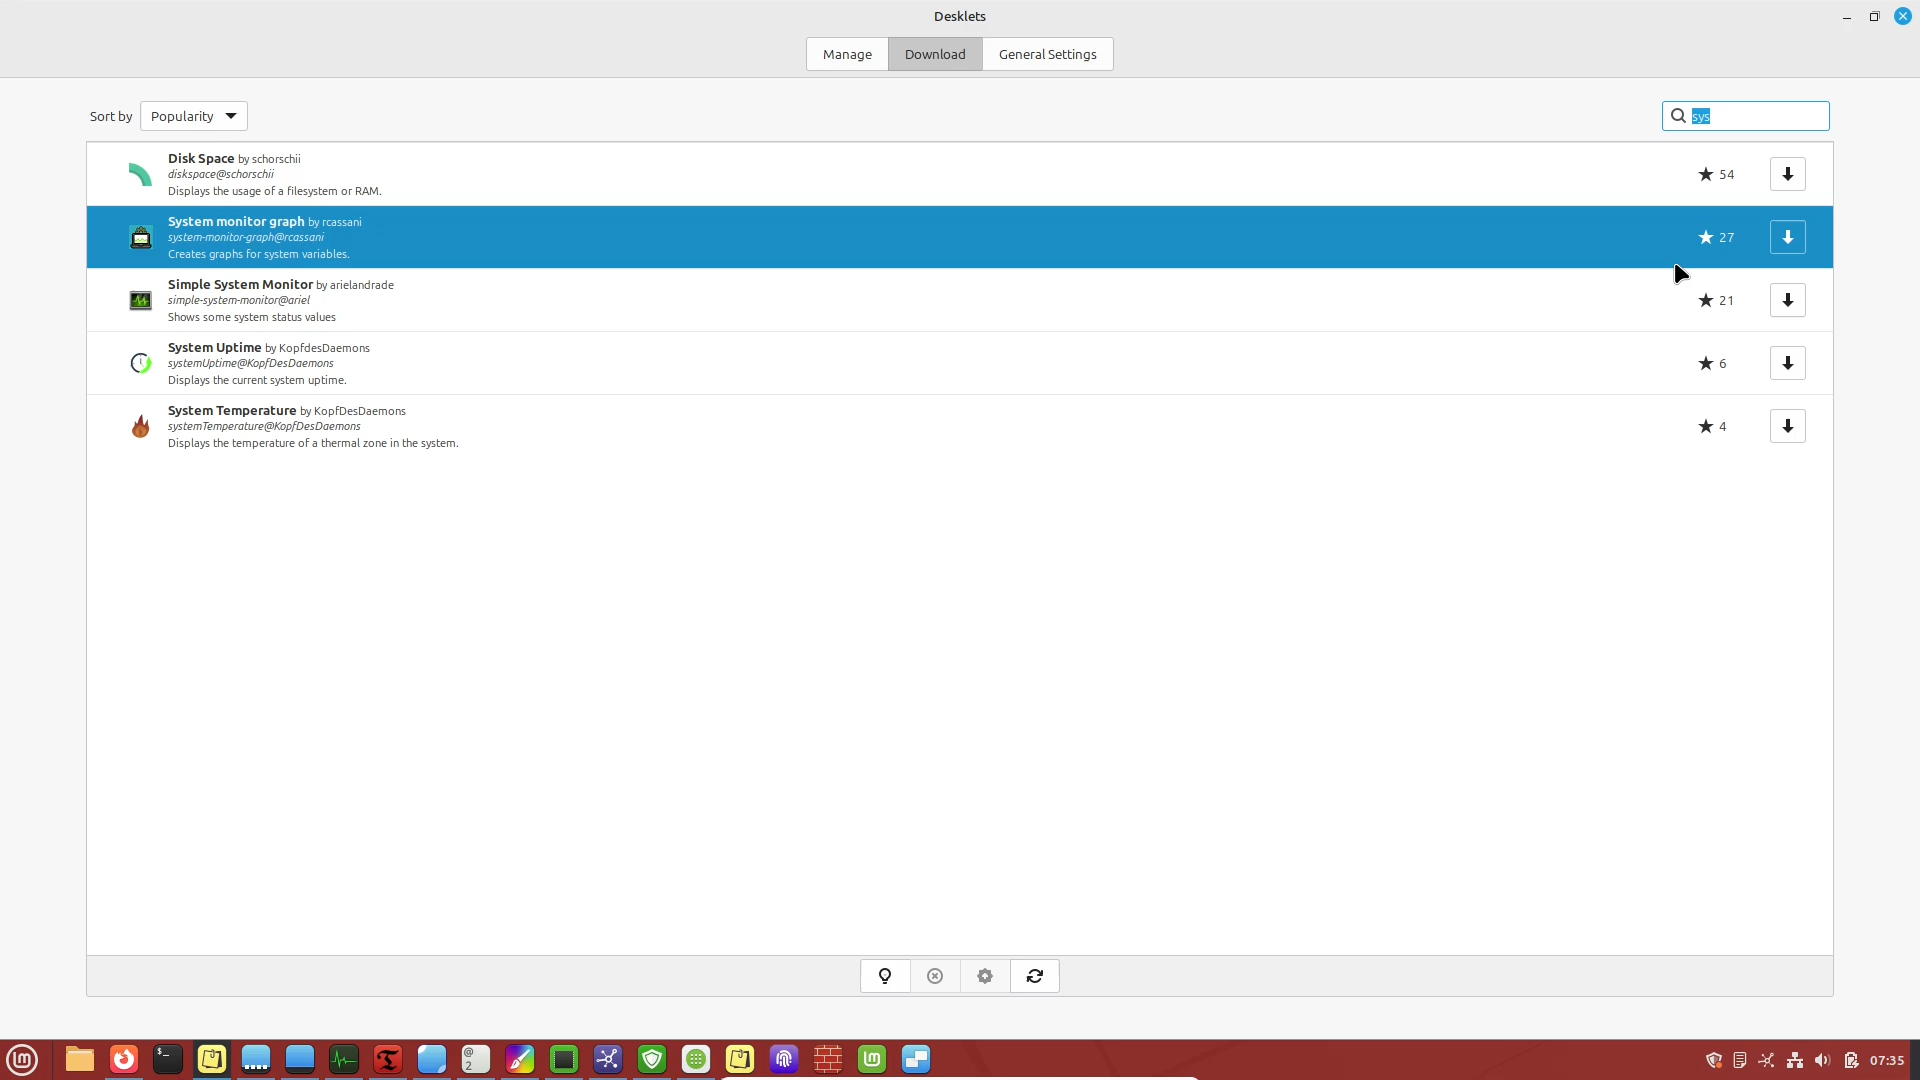 Desklets
Manage
Download
General Settings
Sort by
Popularity
sys
Disk Space by schorschii
diskspace@schorschii
Displays the usage of a filesystem or RAM.
54
System monitor graph by rcassani
system-monitor-graph@rcassani
Creates graphs for system variables.
27
Simple System Monitor by arielandrade
simple-system-monitor@ariel
Shows some system status values
21
System Uptime by KopfdesDaemons
systemUptime@KopfDesDaemons
Displays the current system uptime.
6
System Temperature by KopfDesDaemons
systemTemperature@KopfDesDaemons
Displays the temperature of a thermal zone in the system.
4
$_
@
2
07:35